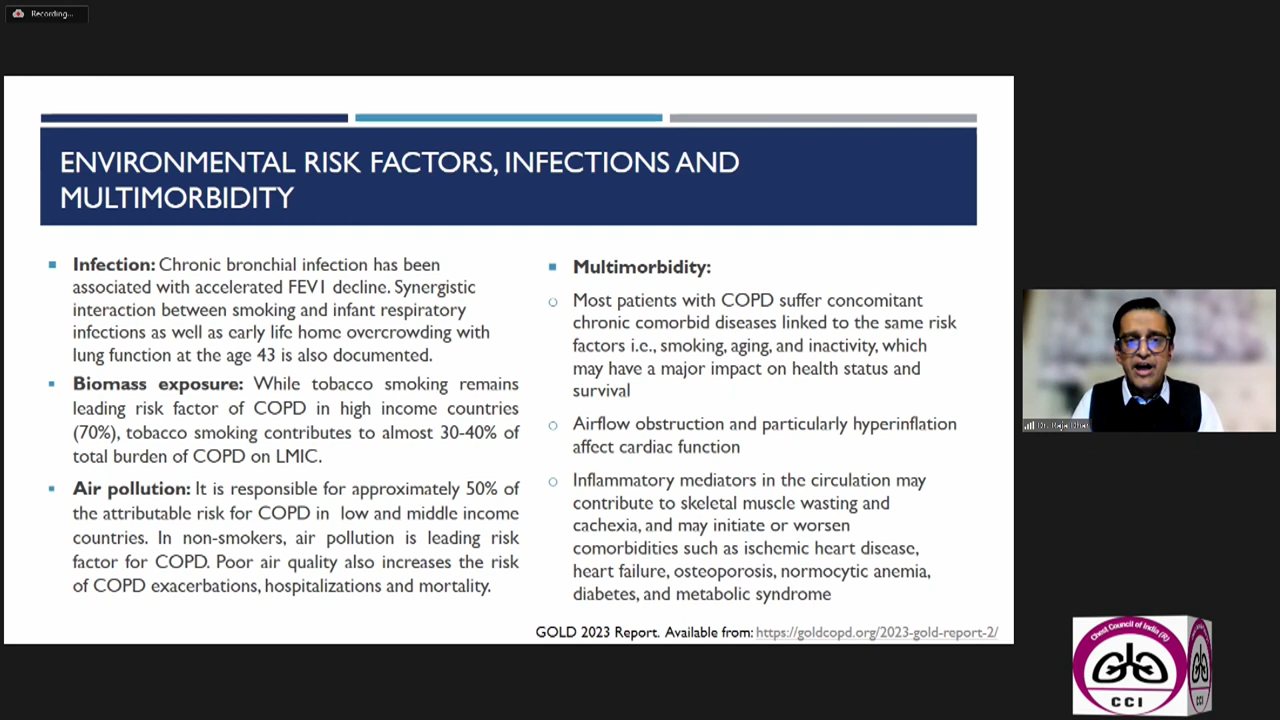 Recording...
ENVIRONMENTAL RISK FACTORS, INFECTIONS AND
MULTIMORBIDITY
Infection: Chronic bronchial infection has been
associated with accelerated FEV1 decline. Synergistic
interaction between smoking and infant respiratory
infections as well as early life home overcrowding with
lung function at the age 43 is also documented.
Biomass exposure: While tobacco smoking remains
leading risk factor of COPD in high income countries
(70%), tobacco smoking contributes to almost 30-40% of
total burden of COPD on LMIC.
Air pollution: It is responsible for approximately 50% of
the attributable risk for COPD in low and middle income
countries. In non-smokers, air pollution is leading risk
factor for COPD. Poor air quality also increases the risk
of COPD exacerbations, hospitalizations and mortality.
Multimorbidity:
Most patients with COPD suffer concomitant
chronic comorbid diseases linked to the same risk
factors i.e., smoking, aging, and inactivity, which
may have a major impact on health status and
survival
Airflow obstruction and particularly hyperinflation
affect cardiac function
Inflammatory mediators in the circulation may
contribute to skeletal muscle wasting and
cachexia, and may initiate or worsen
comorbidities such as ischemic heart disease,
heart failure, osteoporosis, normocytic anemia,
diabetes, and metabolic syndrome
GOLD 2023 Report. Available from: https://goldcopd.org/2023-gold-report-2/
Dr. Raja Dhar
Chest Council of India (R)
CCI